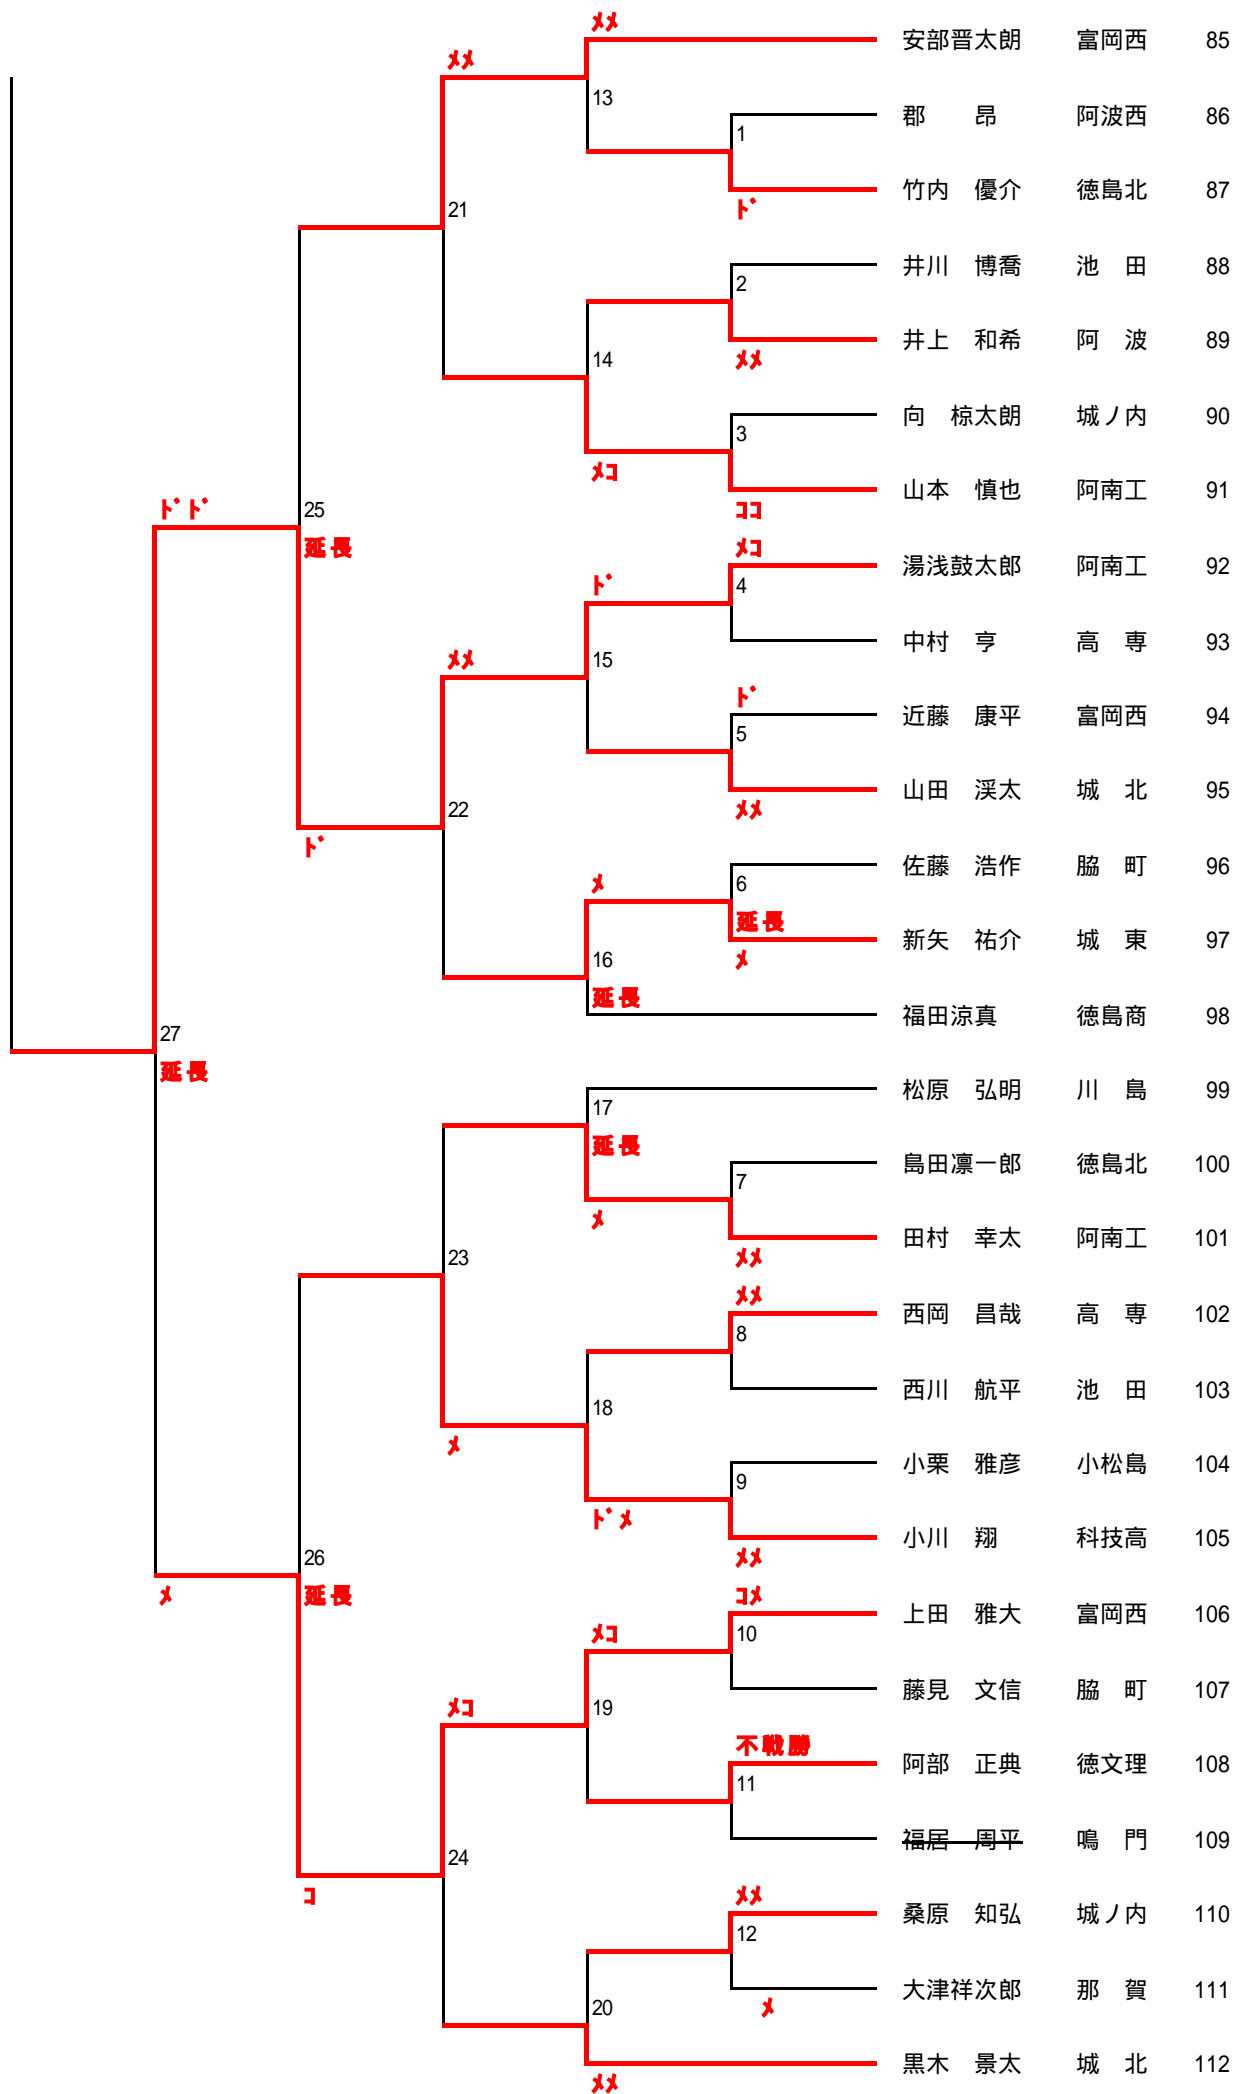 メメ
安部晋太朗 富岡西 85
メメ
13
郡 昂 阿波西 86
1
竹内 優介 徳島北 87
ド
21
井川 博喬 池 田 88
2
井上 和希 阿 波 89
14
メメ
向 椋太朗 城ノ内 90
3
メコ
山本 慎也 阿南工 91
ココ
ドド
25
延長
メコ
湯浅鼓太郎 阿南工 92
ド
4
中村 亨 高 専 93
メメ
15
ド
近藤 康平 富岡西 94
5
山田 渓太 城 北 95
メメ
22
ド
佐藤 浩作 脇 町 96
メ
6
延長
新矢 祐介 城 東 97
メ
16
延長
福田涼真 徳島商 98
27
延長
松原 弘明 川 島 99
17
延長
島田凛一郎 徳島北 100
7
メ
田村 幸太 阿南工 101
メメ
23
メメ
西岡 昌哉 高 専 102
8
西川 航平 池 田 103
18
メ
小栗 雅彦 小松島 104
9
ドメ
小川 翔 科技高 105
メメ
26
延長
メ
コメ
上田 雅大 富岡西 106
メコ
10
藤見 文信 脇 町 107
メコ
19
不戦勝
阿部 正典 徳文理 108
11
福居 周平 鳴 門 109
24
コ
メメ
桑原 知弘 城ノ内 110
12
大津祥次郎 那 賀 111
メ
20
黒木 景太 城 北 112
メメ